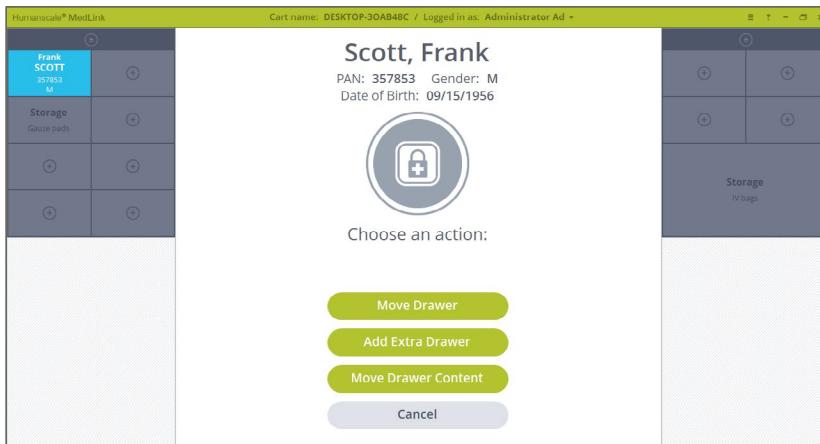 Humanscale® MedLink
Cart name: DESKTOP-3OAB4BC / Logged in as: Administrator Ad
Frank
SCOTT
357853
M
Storage
Gauze pads
Scott, Frank
PAN: 357853 Gender: M
Date of Birth: 09/15/1956
Choose an action:
Move Drawer
Add Extra Drawer
Move Drawer Content
Cancel
Storage
IV bags